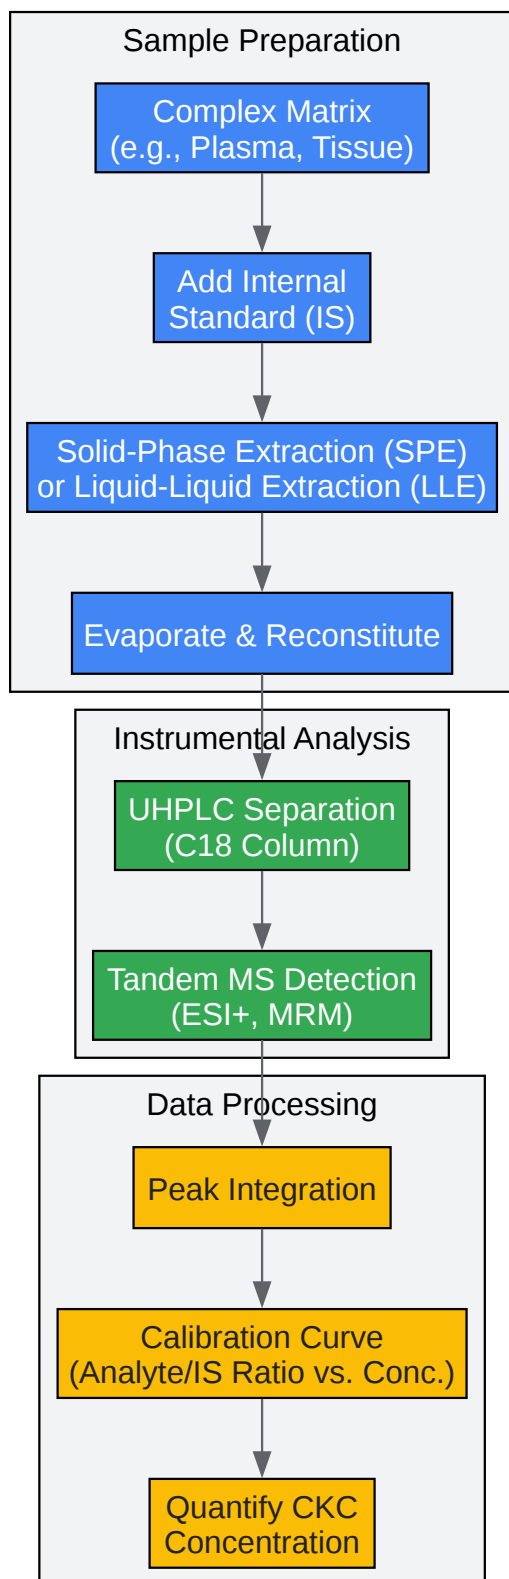 Sample Preparation
Complex Matrix
(e.g., Plasma, Tissue)
Add Internal
Standard (IS)
Solid-Phase Extraction (SPE)
or Liquid-Liquid Extraction (LLE)
Evaporate & Reconstitute
Instrumental Analysis
UHPLC Separation
(C18 Column)
Tandem MS Detection
(ESI+, MRM)
Data Processing
Peak Integration
Calibration Curve
(Analyte/IS Ratio vs. Conc.)
Quantify CKC
Concentration